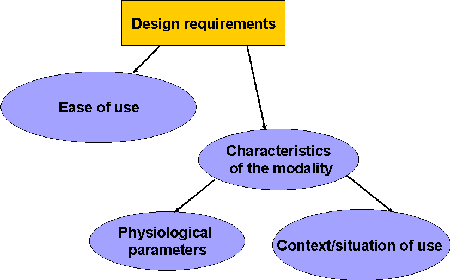 Design requirements
Ease of use
Characteristics
of the modality
Physiological
parameters
Context/situation of use